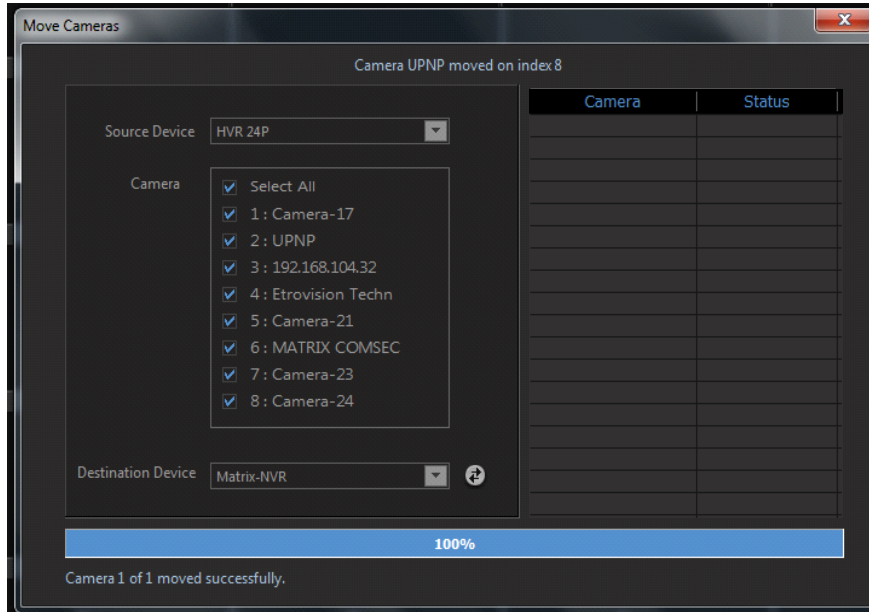 Move Cameras
Camera UPNP moved on index 8
Camera Status
Source Device HVR 24P
Camera
Select All
1 : Camera-17
2 : UPNP
3 : 192.168.104.32
4 : Etrovision Techn
5 : Camera-21
6 : MATRIX COMSEC
7 : Camera-23
8 : Camera-24
Destination Device Matrix-NVR
100%
Camera 1 of 1 moved successfully.